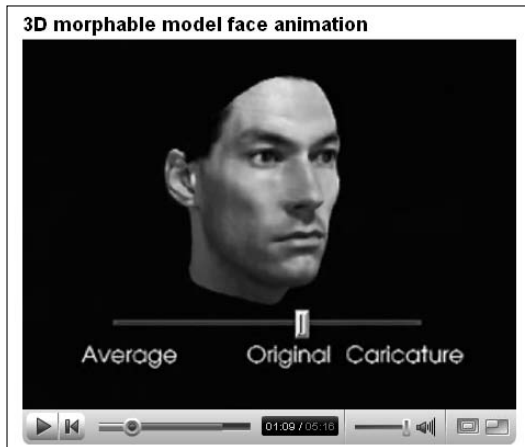 3D morphable model face animation
Average Original Caricature
01:09 / 05:16